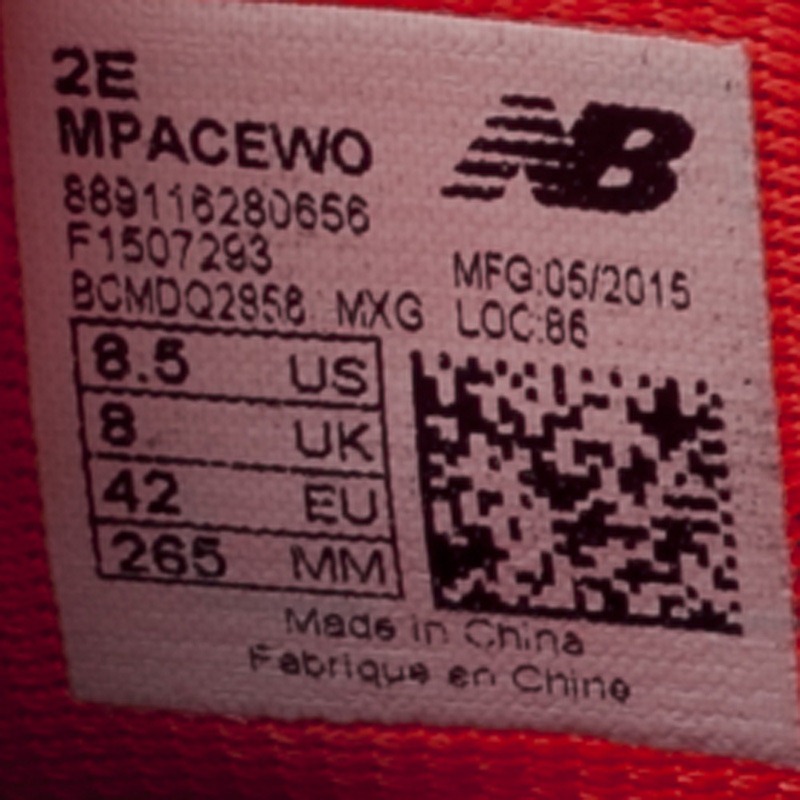 2E
MPACEWO
889116280656
F1507293
BCMDQ2858 MXG
NB
MFG:05/2015
LOC:86
8.5 US
8 UK
42 EU
265 MM
Made in China
Fabrique en Chine